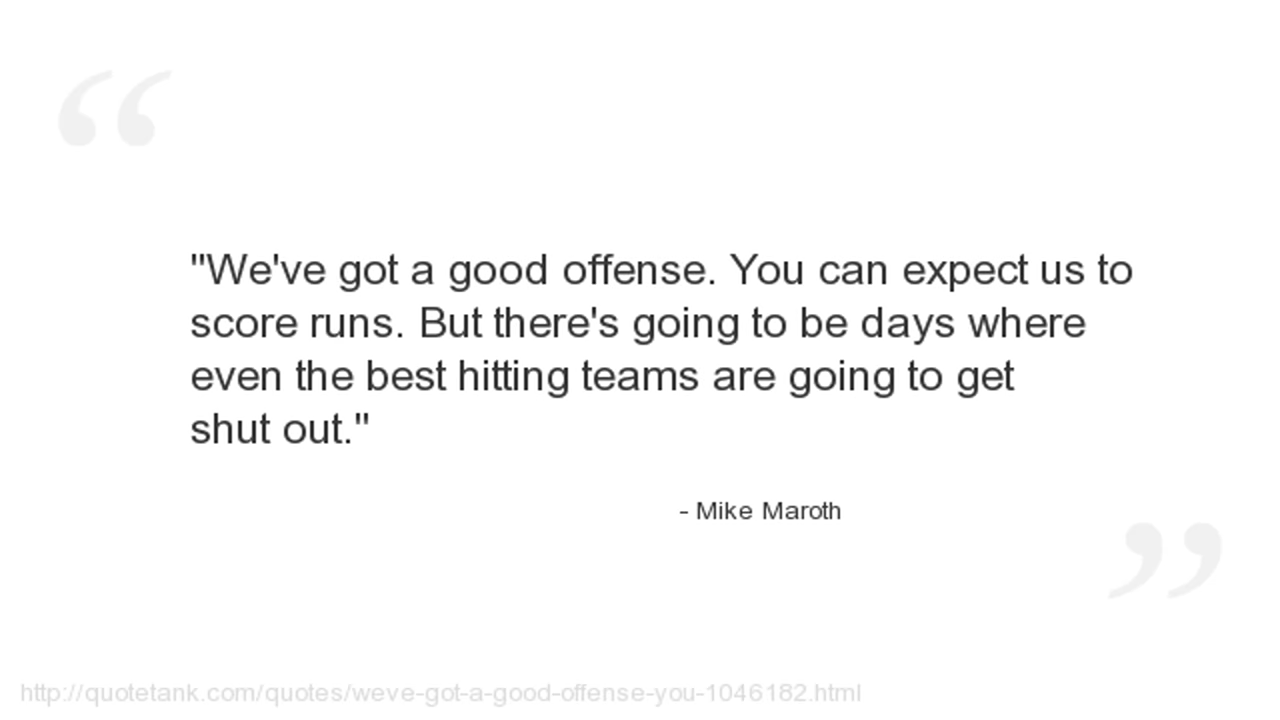 "We've got a good offense. You can expect us to
score runs. But there's going to be days where
even the best hitting teams are going to get
shut out."
- Mike Maroth
http://quotetank.com/quotes/weve-got-a-good-offense-you-1046182.html